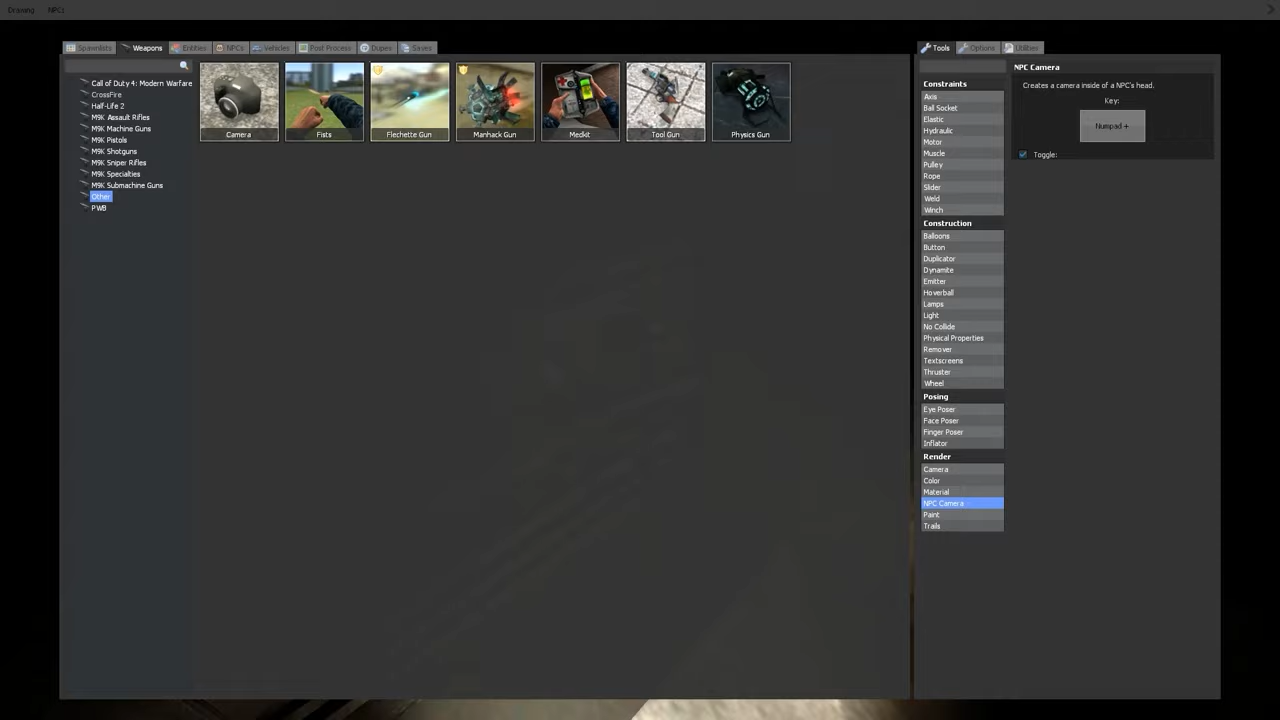 Drawing NPCs
Spawnlists Weapons Entities NPCs Vehicles Post Process Dupes Saves
Call of Duty 4: Modern Warfare
CrossFire
Half-Life 2
M9K Assault Rifles
M9K Machine Guns
M9K Pistols
M9K Shotguns
M9K Sniper Rifles
M9K Specialties
M9K Submachine Guns
Other
PWB
Camera
Fists
Flechette Gun
Manhack Gun
Medkit
Tool Gun
Physics Gun
Tools Options Utilities
Constraints
Axis
Ball Socket
Elastic
Hydraulic
Motor
Muscle
Pulley
Rope
Slider
Weld
Winch
Construction
Balloons
Button
Duplicator
Dynamite
Emitter
Hoverball
Lamps
Light
No Collide
Physical Properties
Remover
Textscreens
Thruster
Wheel
Posing
Eye Poser
Face Poser
Finger Poser
Inflator
Render
Camera
Color
Material
NPC Camera
Paint
Trails
NPC Camera
Creates a camera inside of a NPC's head.
Key:
Numpad +
Toggle: